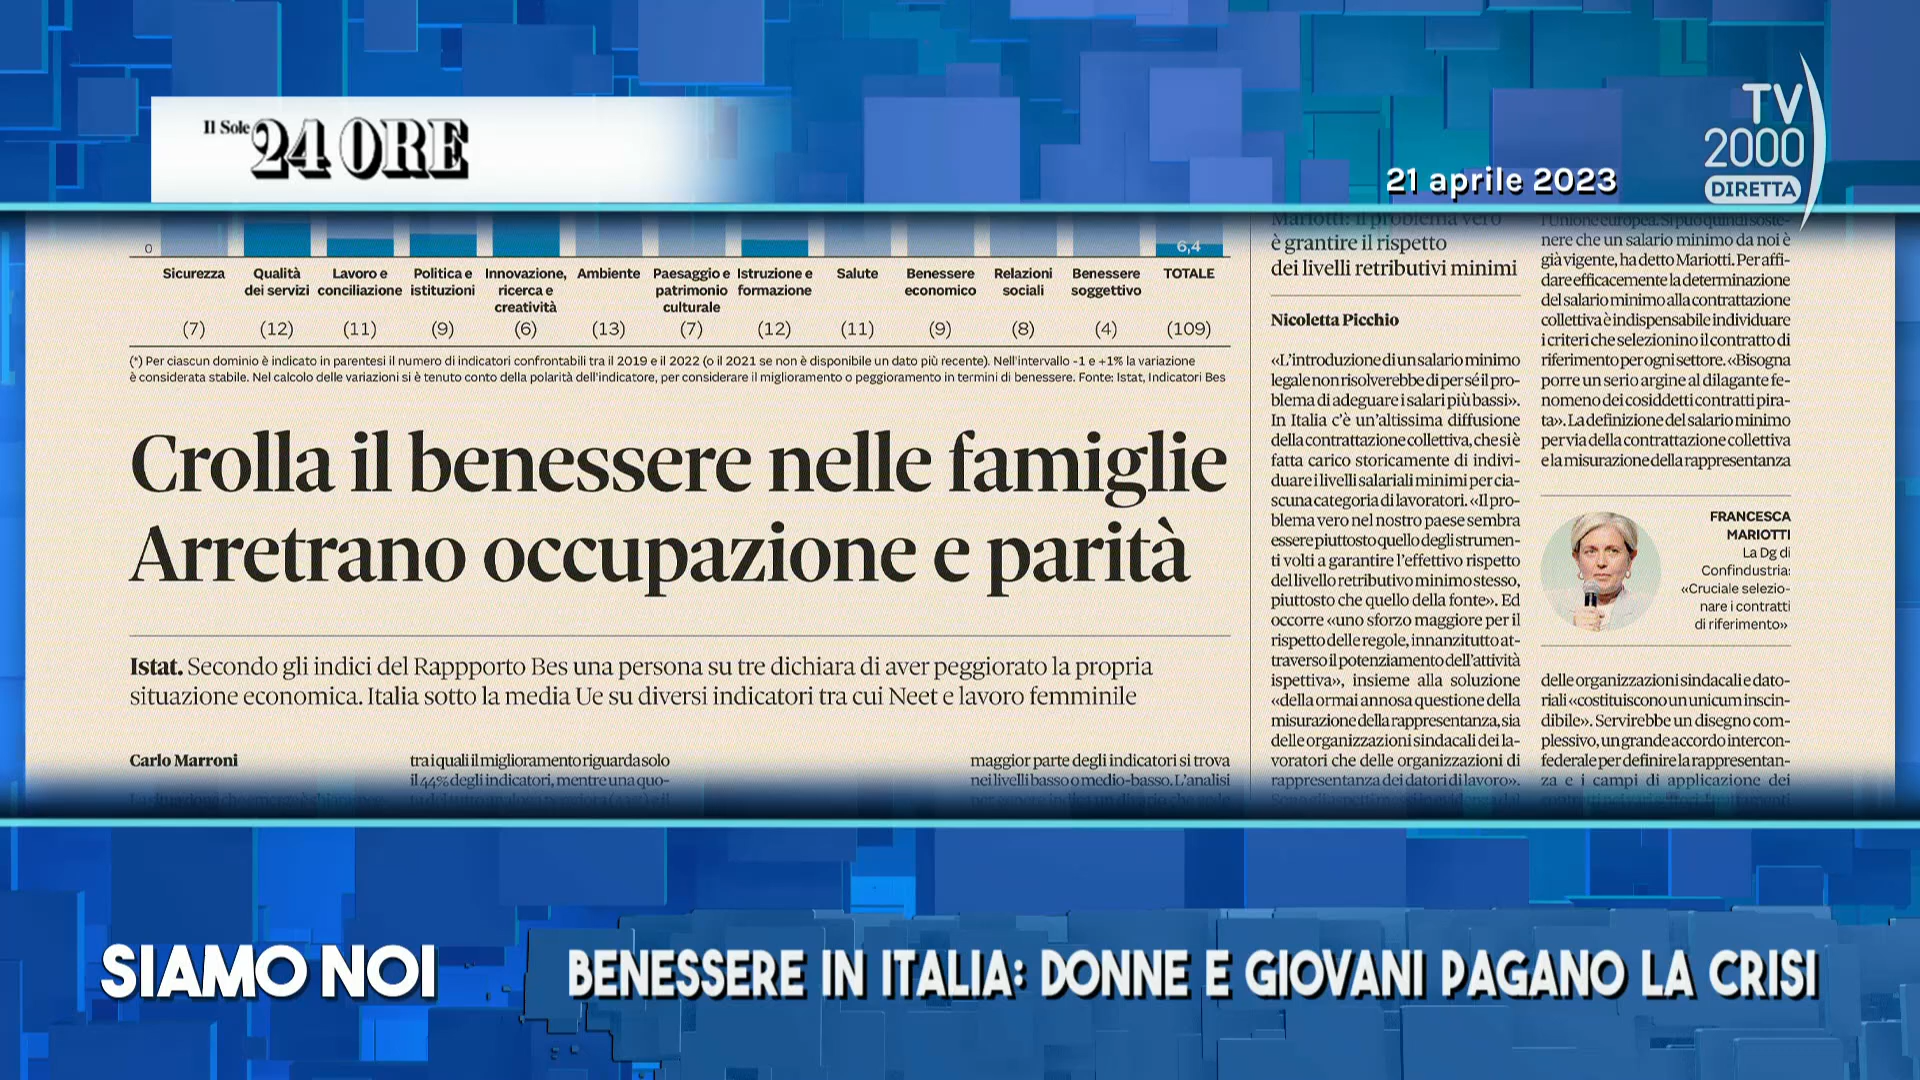 Il Sole
24 ORE
21 aprile 2023
TV
2000
DIRETTA
0
6,4
Sicurezza Qualità dei servizi Lavoro e conciliazione Politica e istituzioni Innovazione, ricerca e creatività Ambiente Paesaggio e patrimonio culturale Istruzione e formazione Salute Benessere economico Relazioni sociali Benessere soggettivo TOTALE
(7) (12) (11) (9) (6) (13) (7) (12) (11) (9) (8) (4) (109)
(*) Per ciascun dominio è indicato in parentesi il numero di indicatori confrontabili tra il 2019 e il 2022 (o il 2021 se non è disponibile un dato più recente). Nell'intervallo -1 e +1% la variazione
è considerata stabile. Nel calcolo delle variazioni si è tenuto conto della polarità dell'indicatore, per considerare il miglioramento o peggioramento in termini di benessere. Fonte: Istat, Indicatori Bes
Crolla il benessere nelle famiglie
Arretrano occupazione e parità
Istat. Secondo gli indici del Rappporto Bes una persona su tre dichiara di aver peggiorato la propria
situazione economica. Italia sotto la media Ue su diversi indicatori tra cui Neet e lavoro femminile
Carlo Marroni
tra i quali il miglioramento riguarda solo
il 44% degli indicatori, mentre una quo-
maggior parte degli indicatori si trova
nei livelli basso o medio-basso. L'analisi
Mariotti: il problema vero
è grantire il rispetto
dei livelli retributivi minimi
Nicoletta Picchio
«L'introduzione di un salario minimo
legale non risolverebbe di per sé il pro-
blema di adeguare i salari più bassi».
In Italia c'è un'altissima diffusione
della contrattazione collettiva, che si è
fatta carico storicamente di indivi-
duare i livelli salariali minimi per cia-
scuna categoria di lavoratori. «Il pro-
blema vero nel nostro paese sembra
essere piuttosto quello degli strumen-
ti volti a garantire l'effettivo rispetto
del livello retributivo minimo stesso,
piuttosto che quello della fonte». Ed
occorre «uno sforzo maggiore per il
rispetto delle regole, innanzitutto at-
traverso il potenziamento dell'attività
ispettiva», insieme alla soluzione
«della ormai annosa questione della
misurazione della rappresentanza, sia
delle organizzazioni sindacali dei la-
voratori che delle organizzazioni di
rappresentanza dei datori di lavoro».
l'Unione europea. Si può quindi soste-
nere che un salario minimo da noi è
già vigente, ha detto Mariotti. Per affi-
dare efficacemente la determinazione
del salario minimo alla contrattazione
collettiva è indispensabile individuare
i criteri che selezionino il contratto di
riferimento per ogni settore. «Bisogna
porre un serio argine al dilagante fe-
nomeno dei cosiddetti contratti pira-
ta». La definizione del salario minimo
per via della contrattazione collettiva
e la misurazione della rappresentanza
FRANCESCA
MARIOTTI
La Dg di
Confindustria:
«Cruciale selezio-
nare i contratti
di riferimento»
delle organizzazioni sindacali e dato-
riali «costituiscono un unicum inscin-
dibile». Servirebbe un disegno com-
plessivo, un grande accordo intercon-
federale per definire la rappresentan-
za e i campi di applicazione dei
SIAMO NOI
BENESSERE IN ITALIA: DONNE E GIOVANI PAGANO LA CRISI